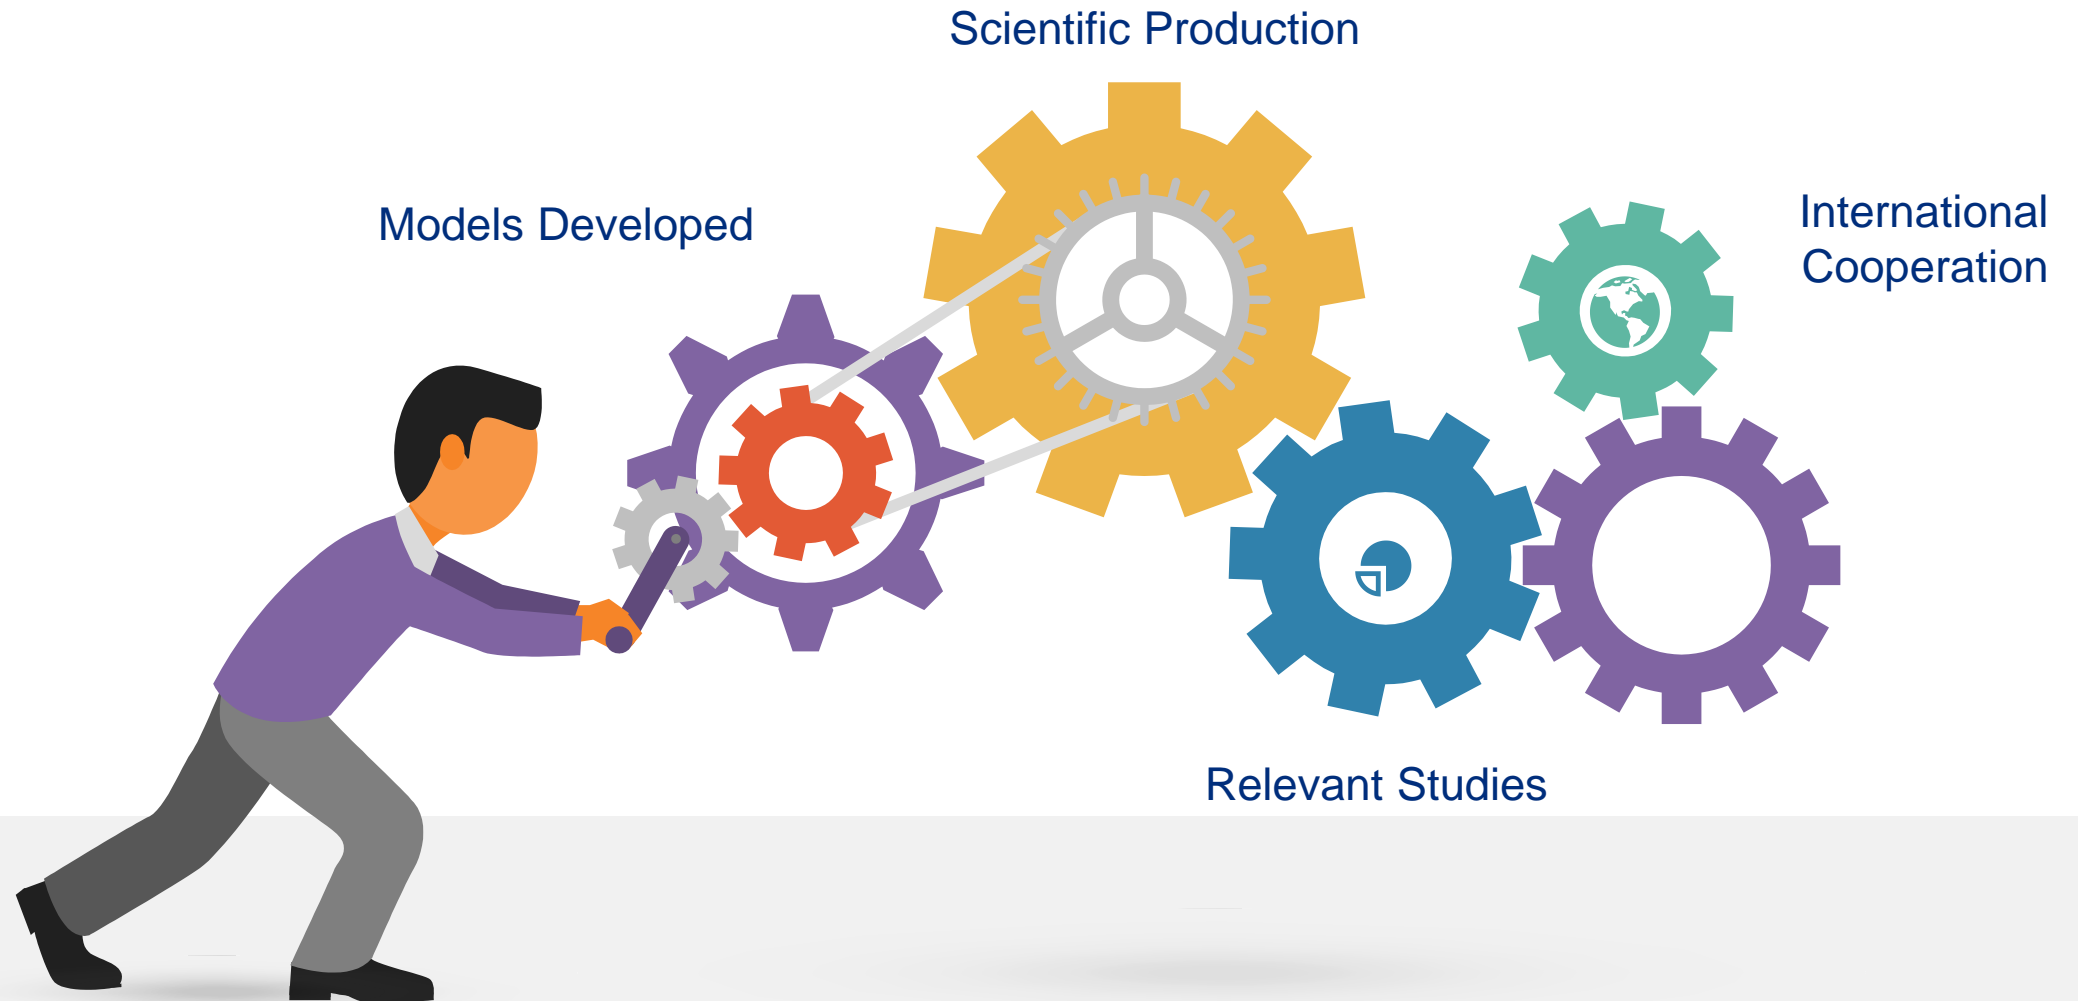 Scientific Production
Models Developed
International
Cooperation
Relevant Studies